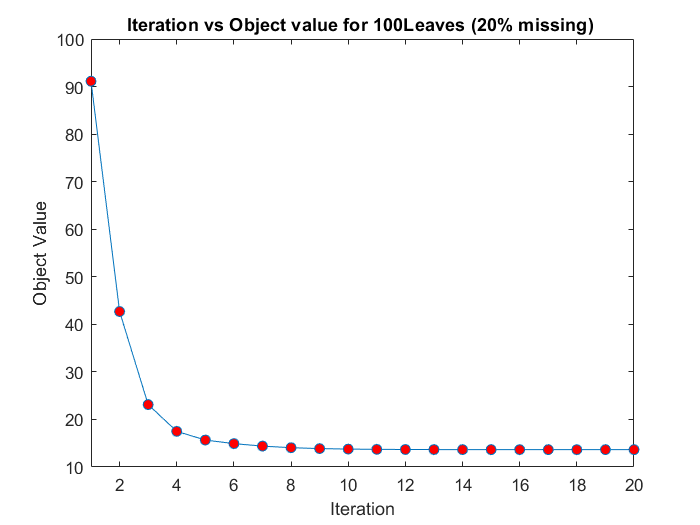 Iteration vs Object value for 100Leaves (20% missing)
100
90
80
70
60
50
40
30
20
10
Object Value
2 4 6 8 10 12 14 16 18 20
Iteration